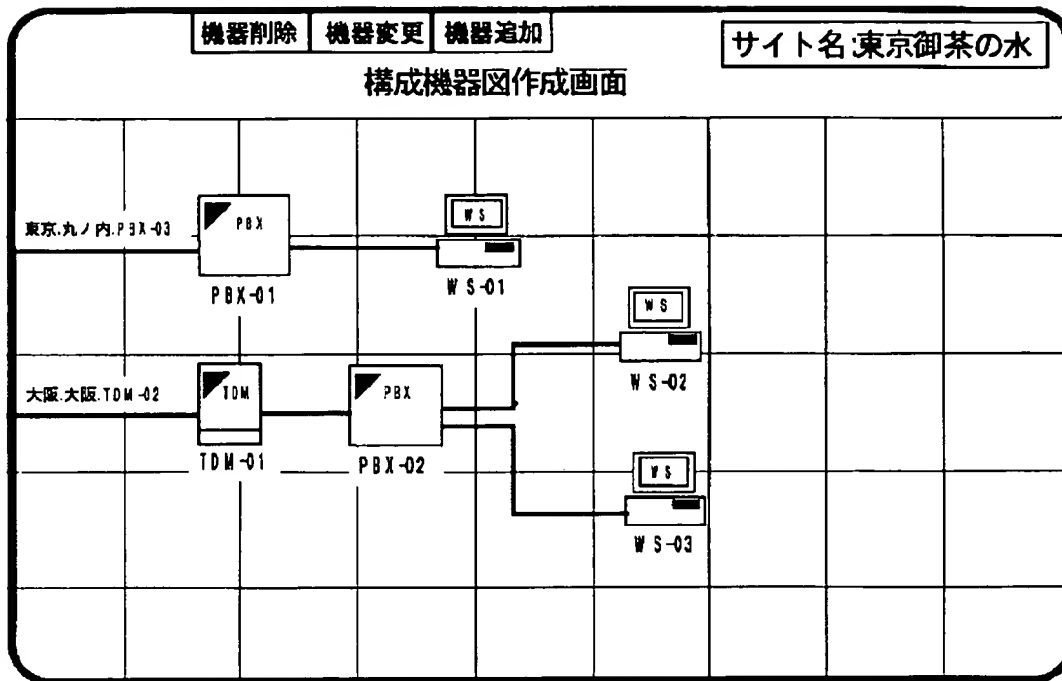 機器削除 機器変更 機器追加
サイト名:東京御茶の水
構成機器図作成画面
東京.丸ノ内.PBX-03
PBX
PBX-01
WS
WS-01
WS
WS-02
大阪.大阪.TDM-02
TDM
TDM-01
PBX
PBX-02
WS
WS-03